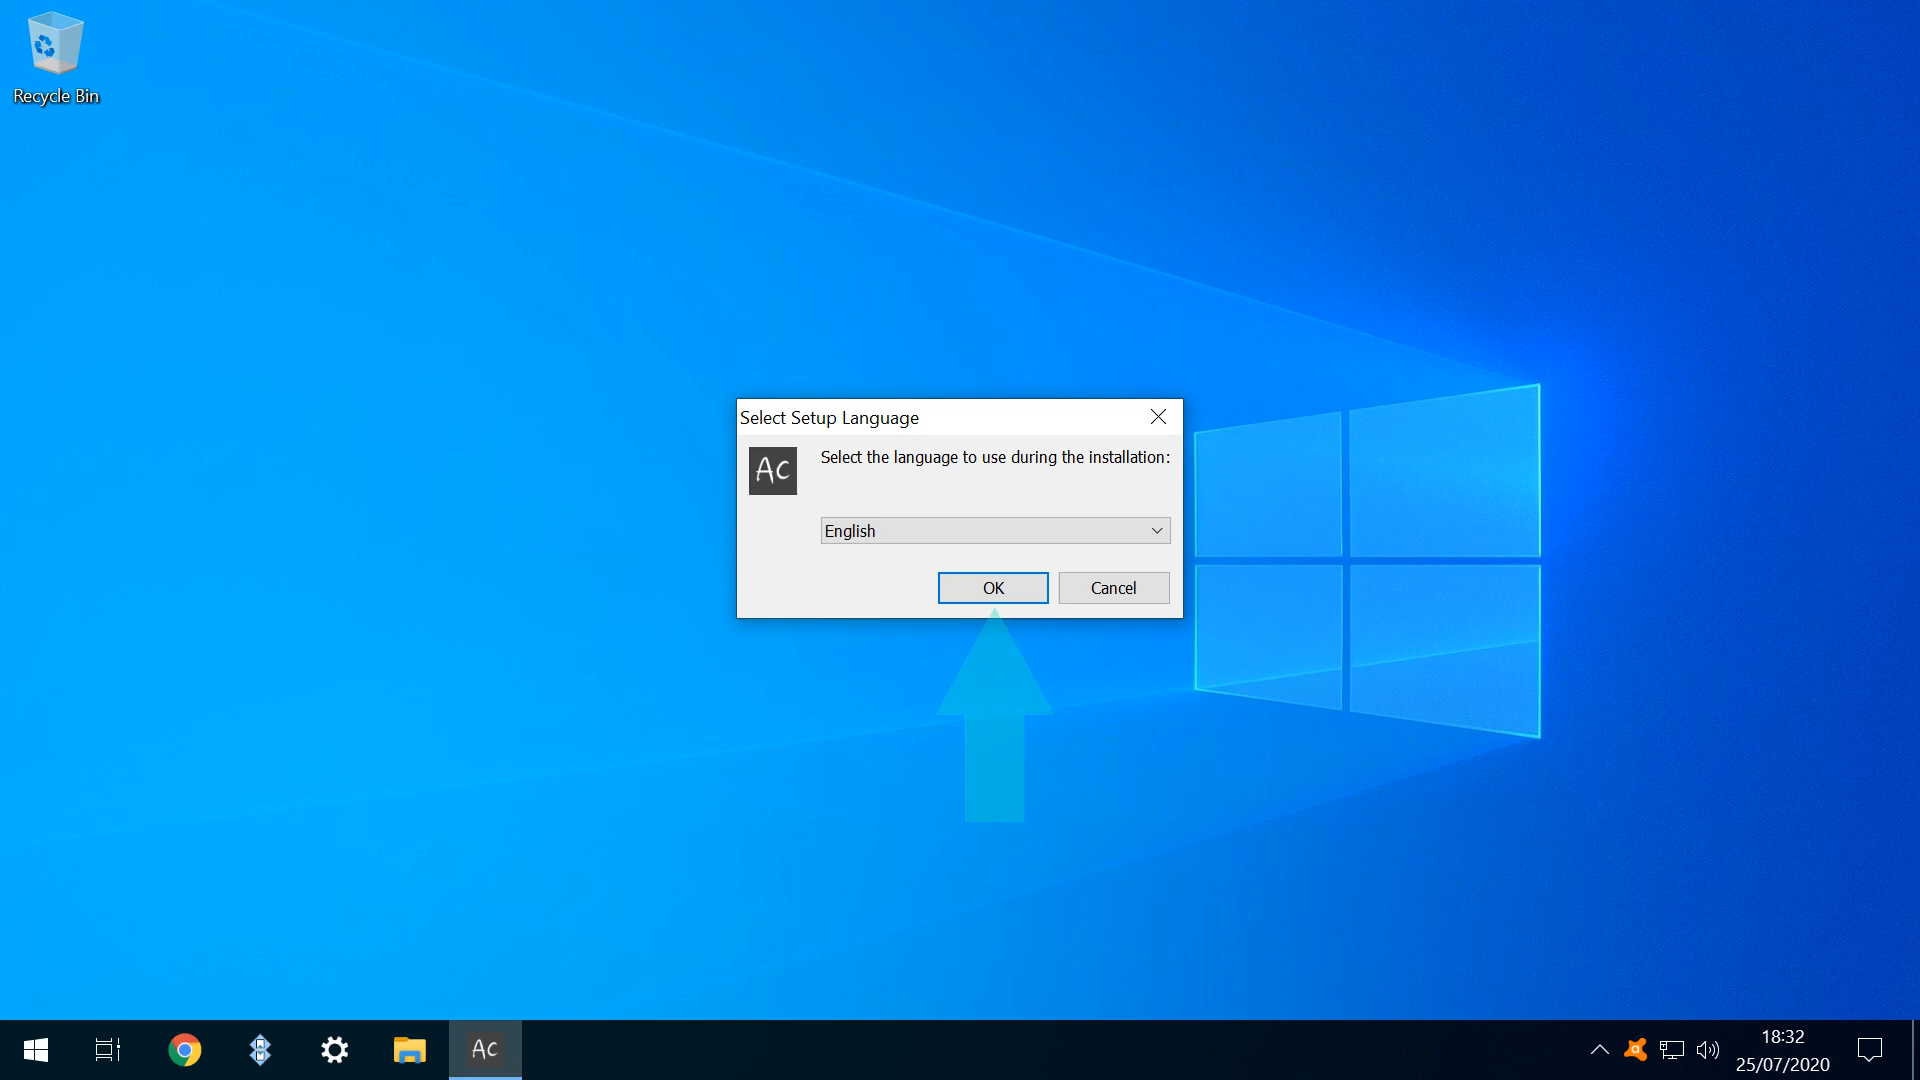 Recycle Bin
Select Setup Language
AC
Select the language to use during the installation:
English
OK
Cancel
AC
18:32
25/07/2020